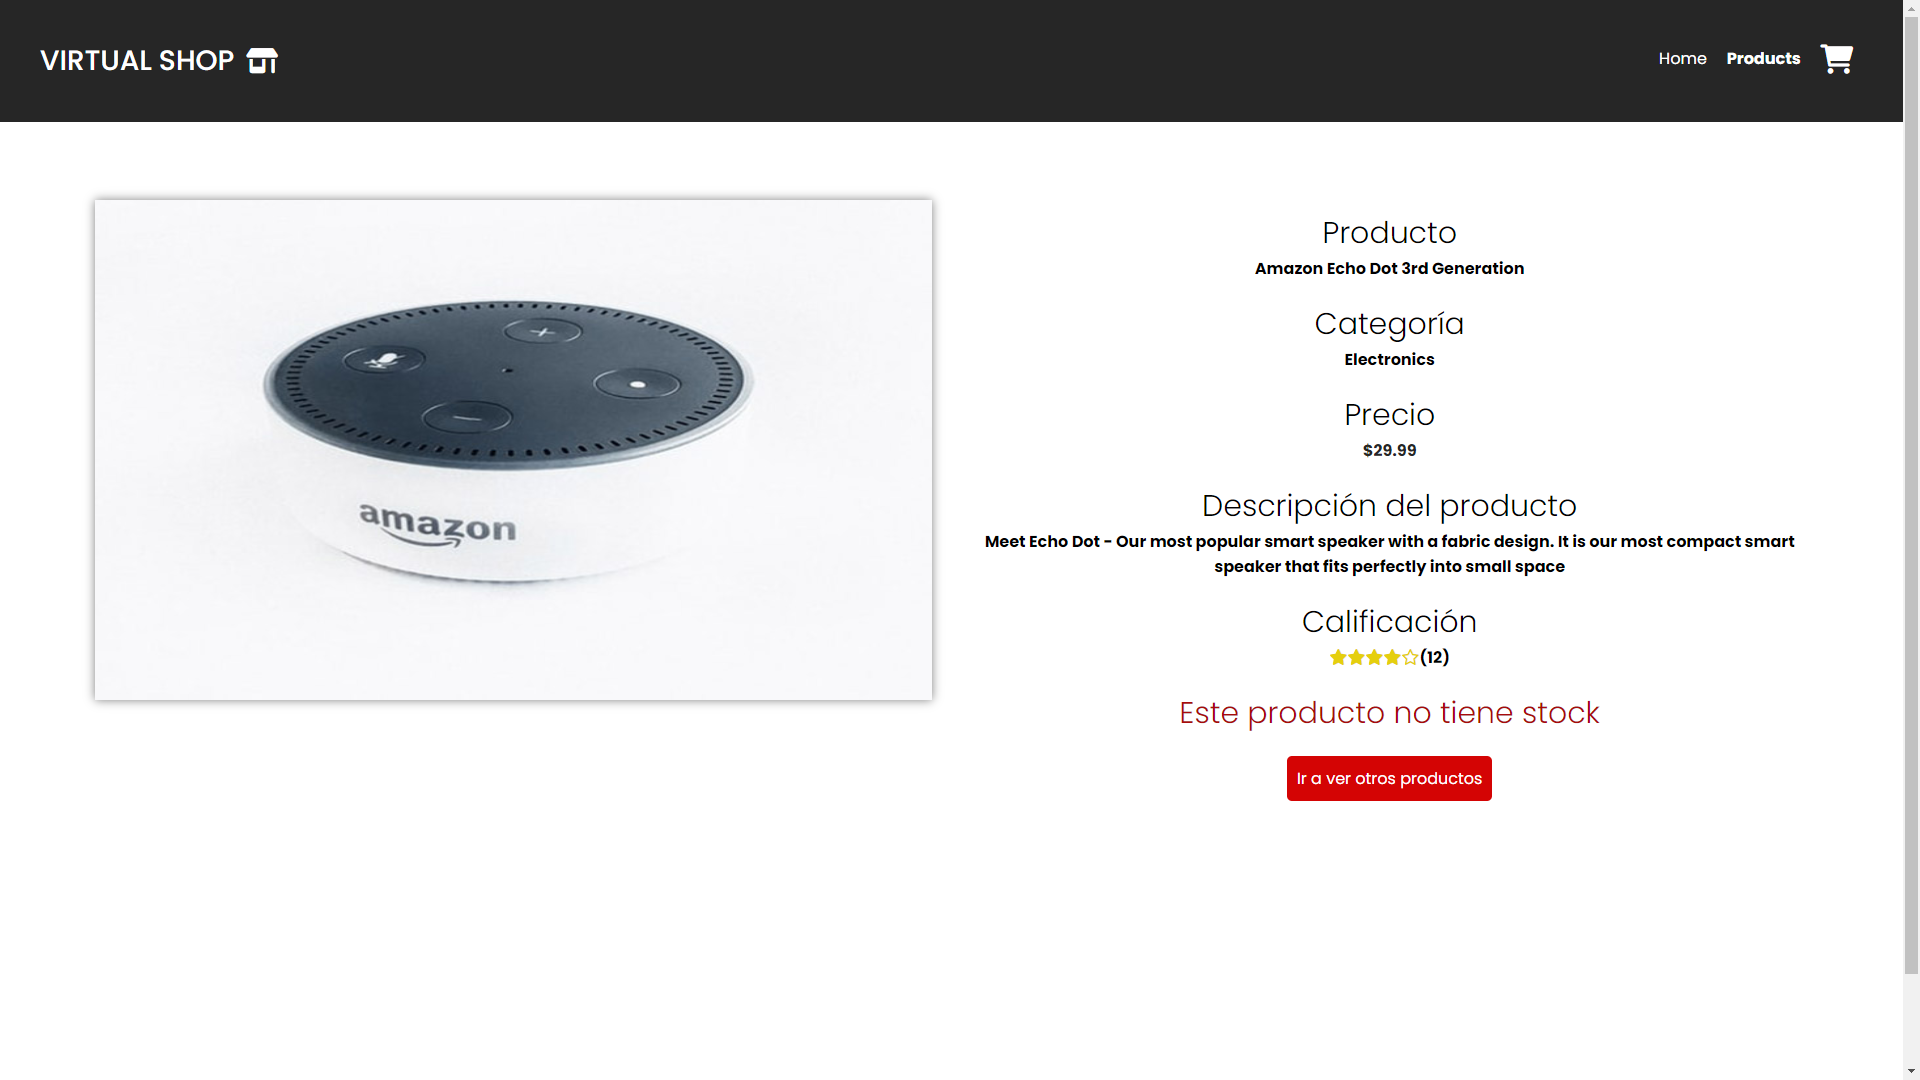 VIRTUAL SHOP
Home Products
amazon
Producto
Amazon Echo Dot 3rd Generation
Categoría
Electronics
Precio
$29.99
Descripción del producto
Meet Echo Dot - Our most popular smart speaker with a fabric design. It is our most compact smart
speaker that fits perfectly into small space
Calificación
(12)
Este producto no tiene stock
Ir a ver otros productos